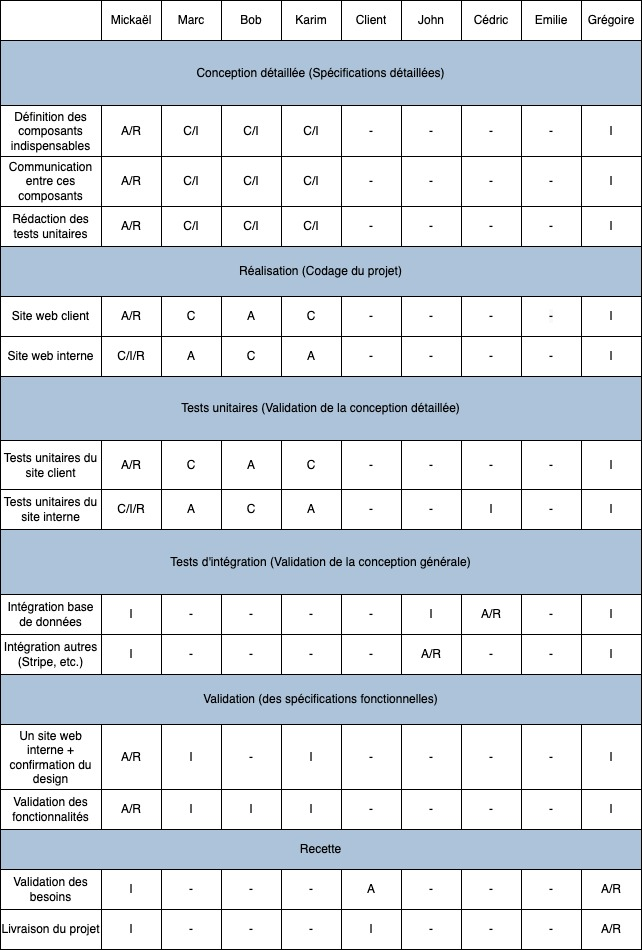 Mickaël Marc Bob Karim Client John Cédric Emilie Grégoire
Conception détaillée (Spécifications détaillées)
Définition des
composants
indispensables
A/R C/I C/I C/I - - - - I
Communication
entre ces
composants
A/R C/I C/I C/I - - - - I
Rédaction des
tests unitaires
A/R C/I C/I C/I - - - - I
Réalisation (Codage du projet)
Site web client A/R C A C - - - - I
Site web interne C/I/R A C A - - - - I
Tests unitaires (Validation de la conception détaillée)
Tests unitaires du
site client
A/R C A C - - - - I
Tests unitaires du
site interne
C/I/R A C A - - I - I
Tests d'intégration (Validation de la conception générale)
Intégration base
de données
I - - - - I A/R - I
Intégration autres
(Stripe, etc.)
I - - - - A/R - - I
Validation (des spécifications fonctionnelles)
Un site web
interne +
confirmation du
design
A/R I - I - - - - I
Validation des
fonctionnalités
A/R I I I - - - - I
Recette
Validation des
besoins
I - - - A - - - A/R
Livraison du projet I - - - I - - - A/R